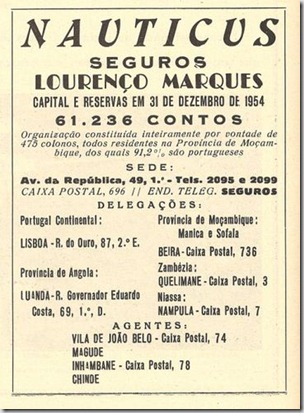 NAUTICUS
SEGUROS
LOURENÇO MARQUES
CAPITAL E RESERVAS EM 31 DE DEZEMBRO DE 1954
61.236 CONTOS
Organização constituída inteiramente por vontade de
475 colonos, todos residentes na Província de Moçam-
bique, dos quais 91,2% são portugueses
SEDE:
Av. da República, 49, 1.º - Tels. 2095 e 2099
CAIXA POSTAL, 696 // END. TELEG. SEGUROS
DELEGAÇÕES:
Portugal Continental:
LISBOA - R. do Ouro, 87, 2.º E.
Província de Angola:
LUANDA - R. Governador Eduardo
Costa, 69, 1.º, D.
Província de Moçambique:
Manica e Sofala
BEIRA - Caixa Postal, 736
Zambézia:
QUELIMANE - Caixa Postal, 3
Niassa:
NAMPULA - Caixa Postal, 7
AGENTES:
VILA DE JOÃO BELO - Caixa Postal, 74
MAGUDE
INHAMBANE - Caixa Postal, 78
CHINDE